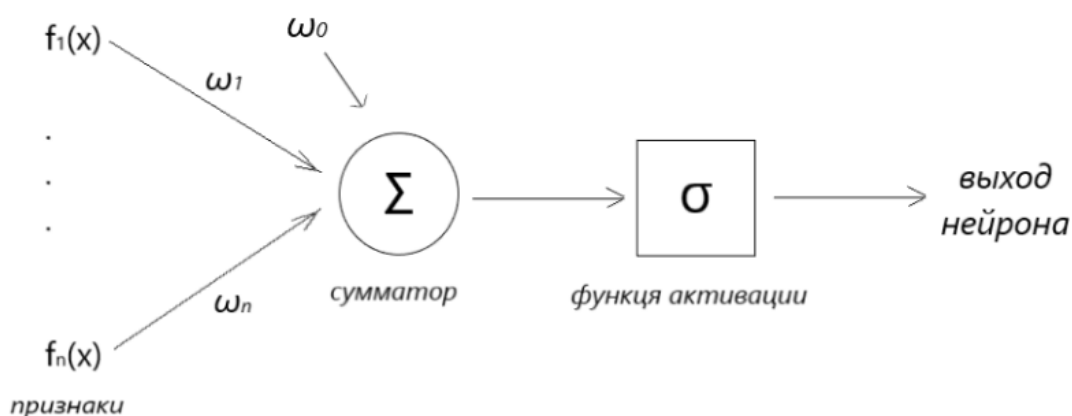 f₁(x)
ω₀
ω₁
.
.
.
Σ
сумматор
σ
функця активации
выход
нейрона
ωₙ
fₙ(x)
признаки